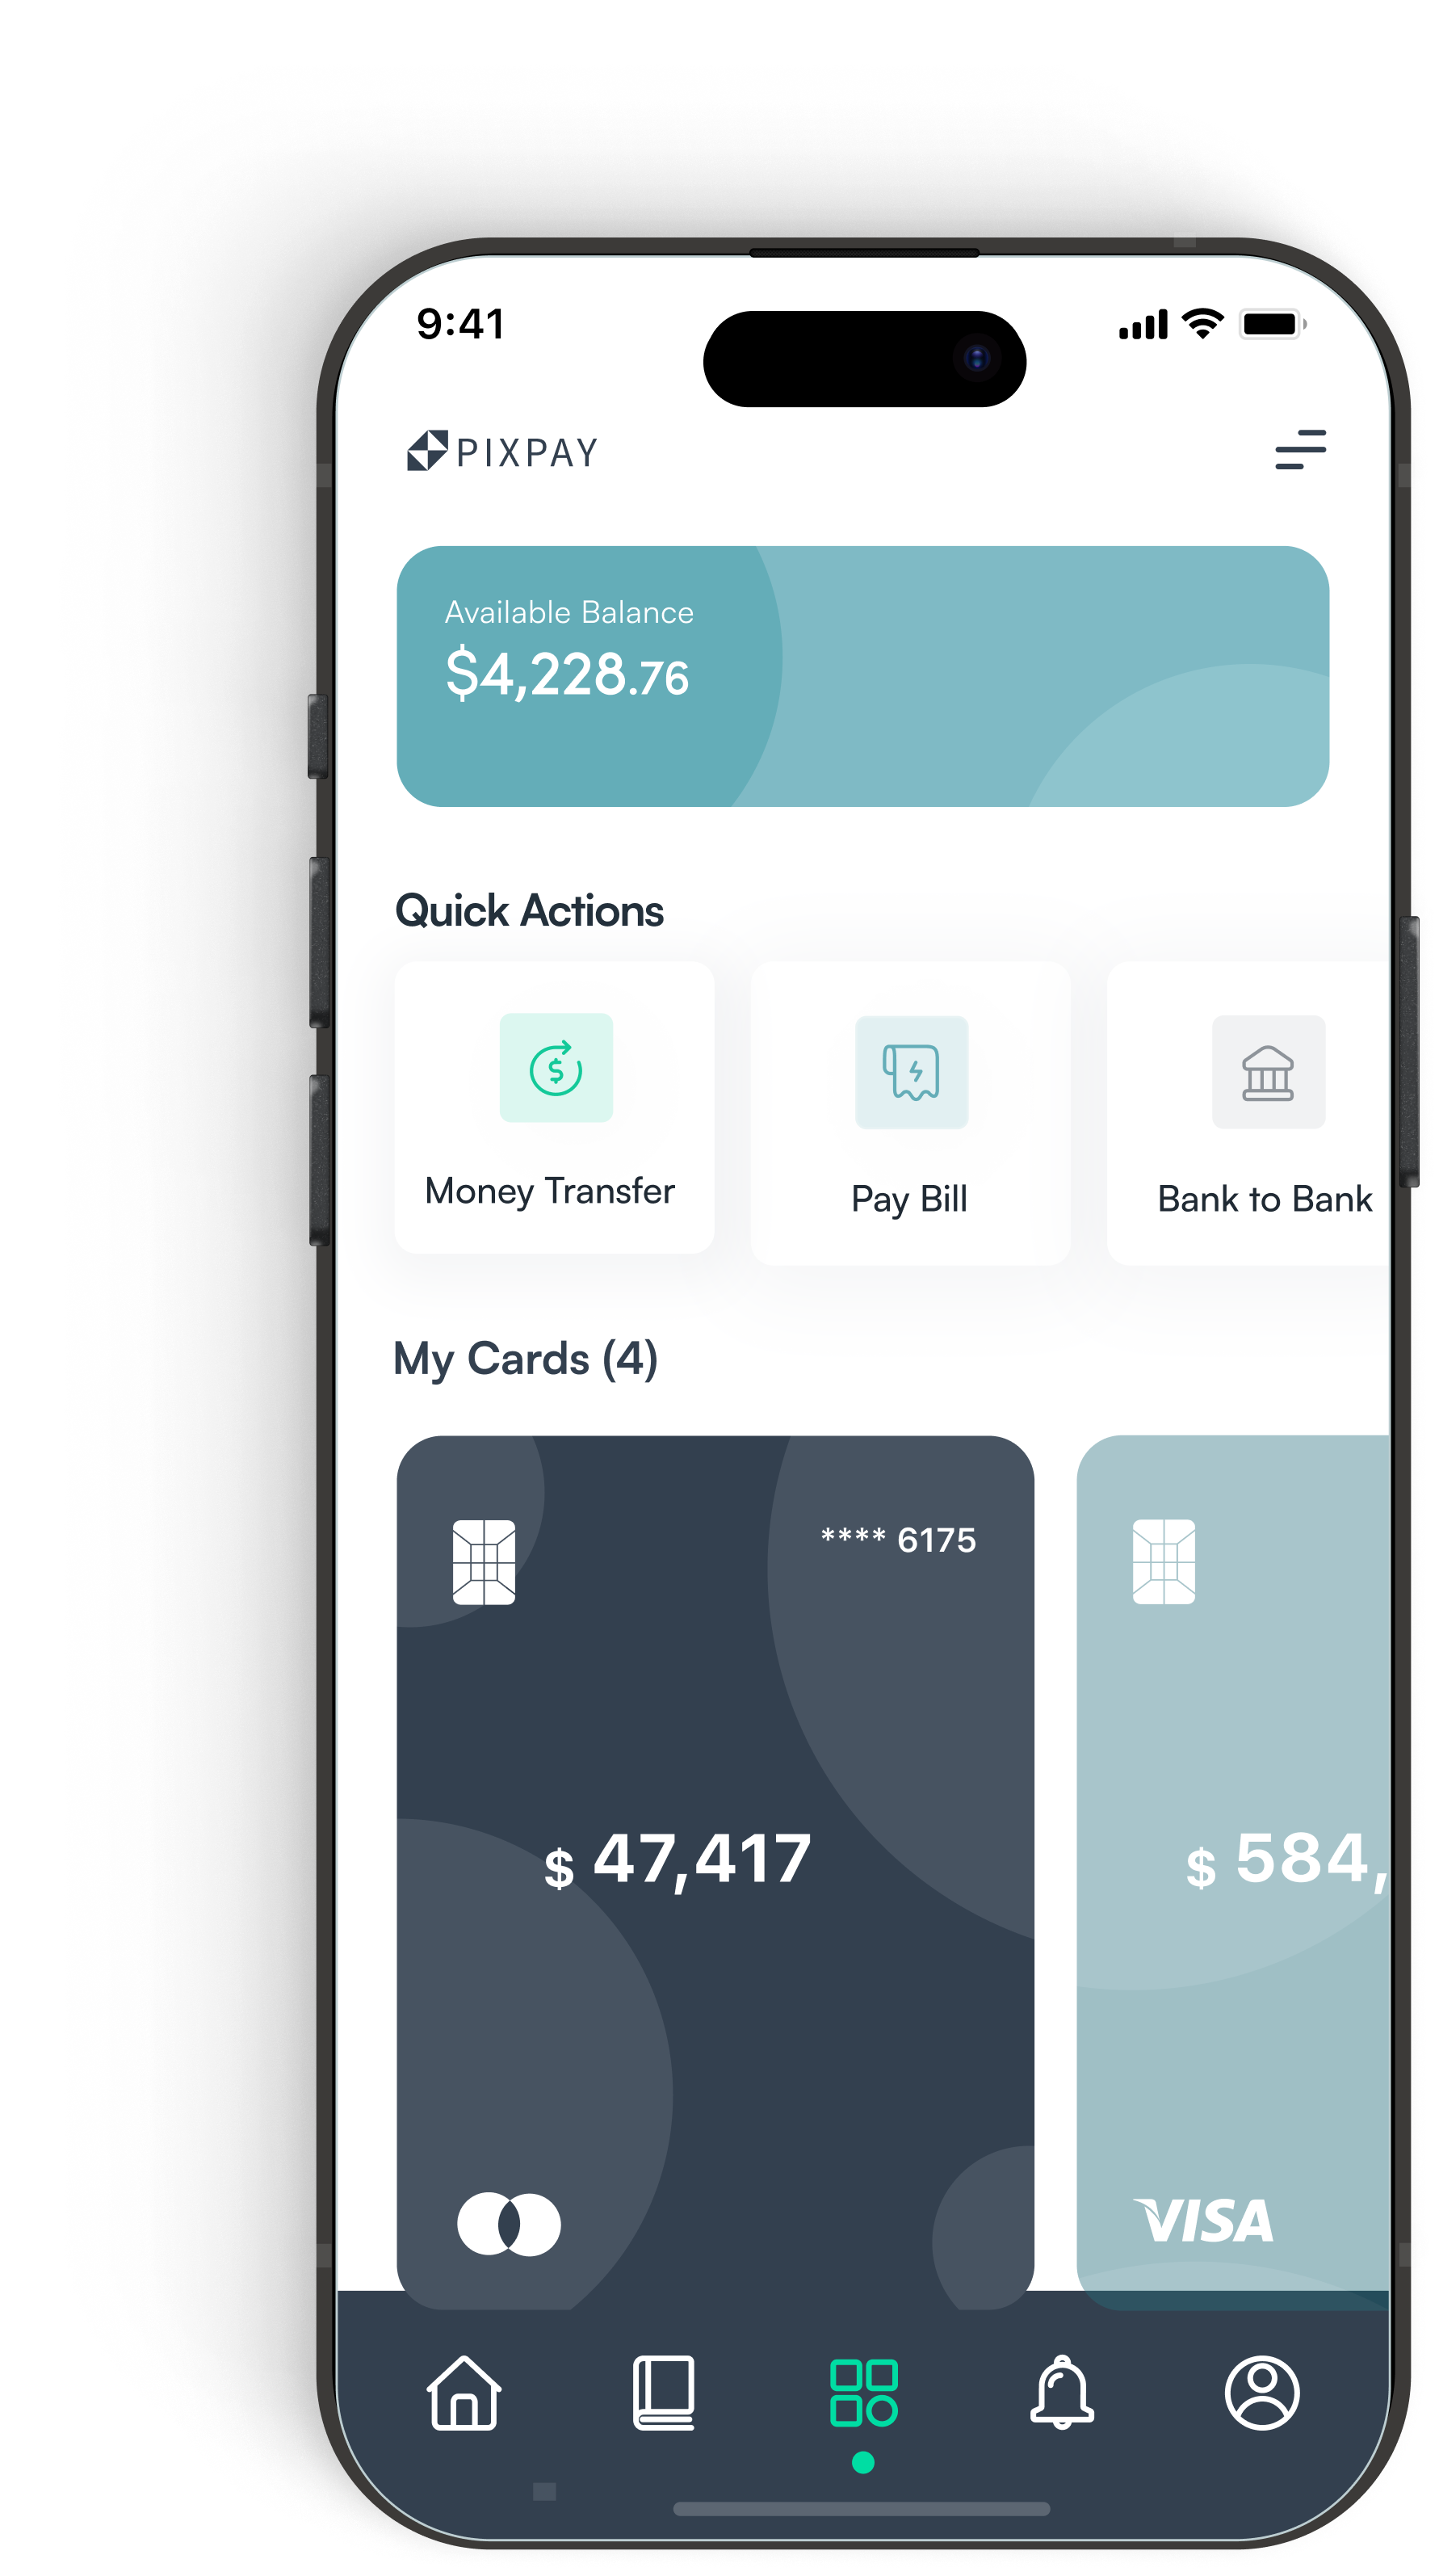 9:41
PIXPAY
Available Balance
$4,228.76
Quick Actions
Money Transfer
Pay Bill
Bank to Bank
My Cards (4)
**** 6175
$ 47,417
$ 584,
VISA